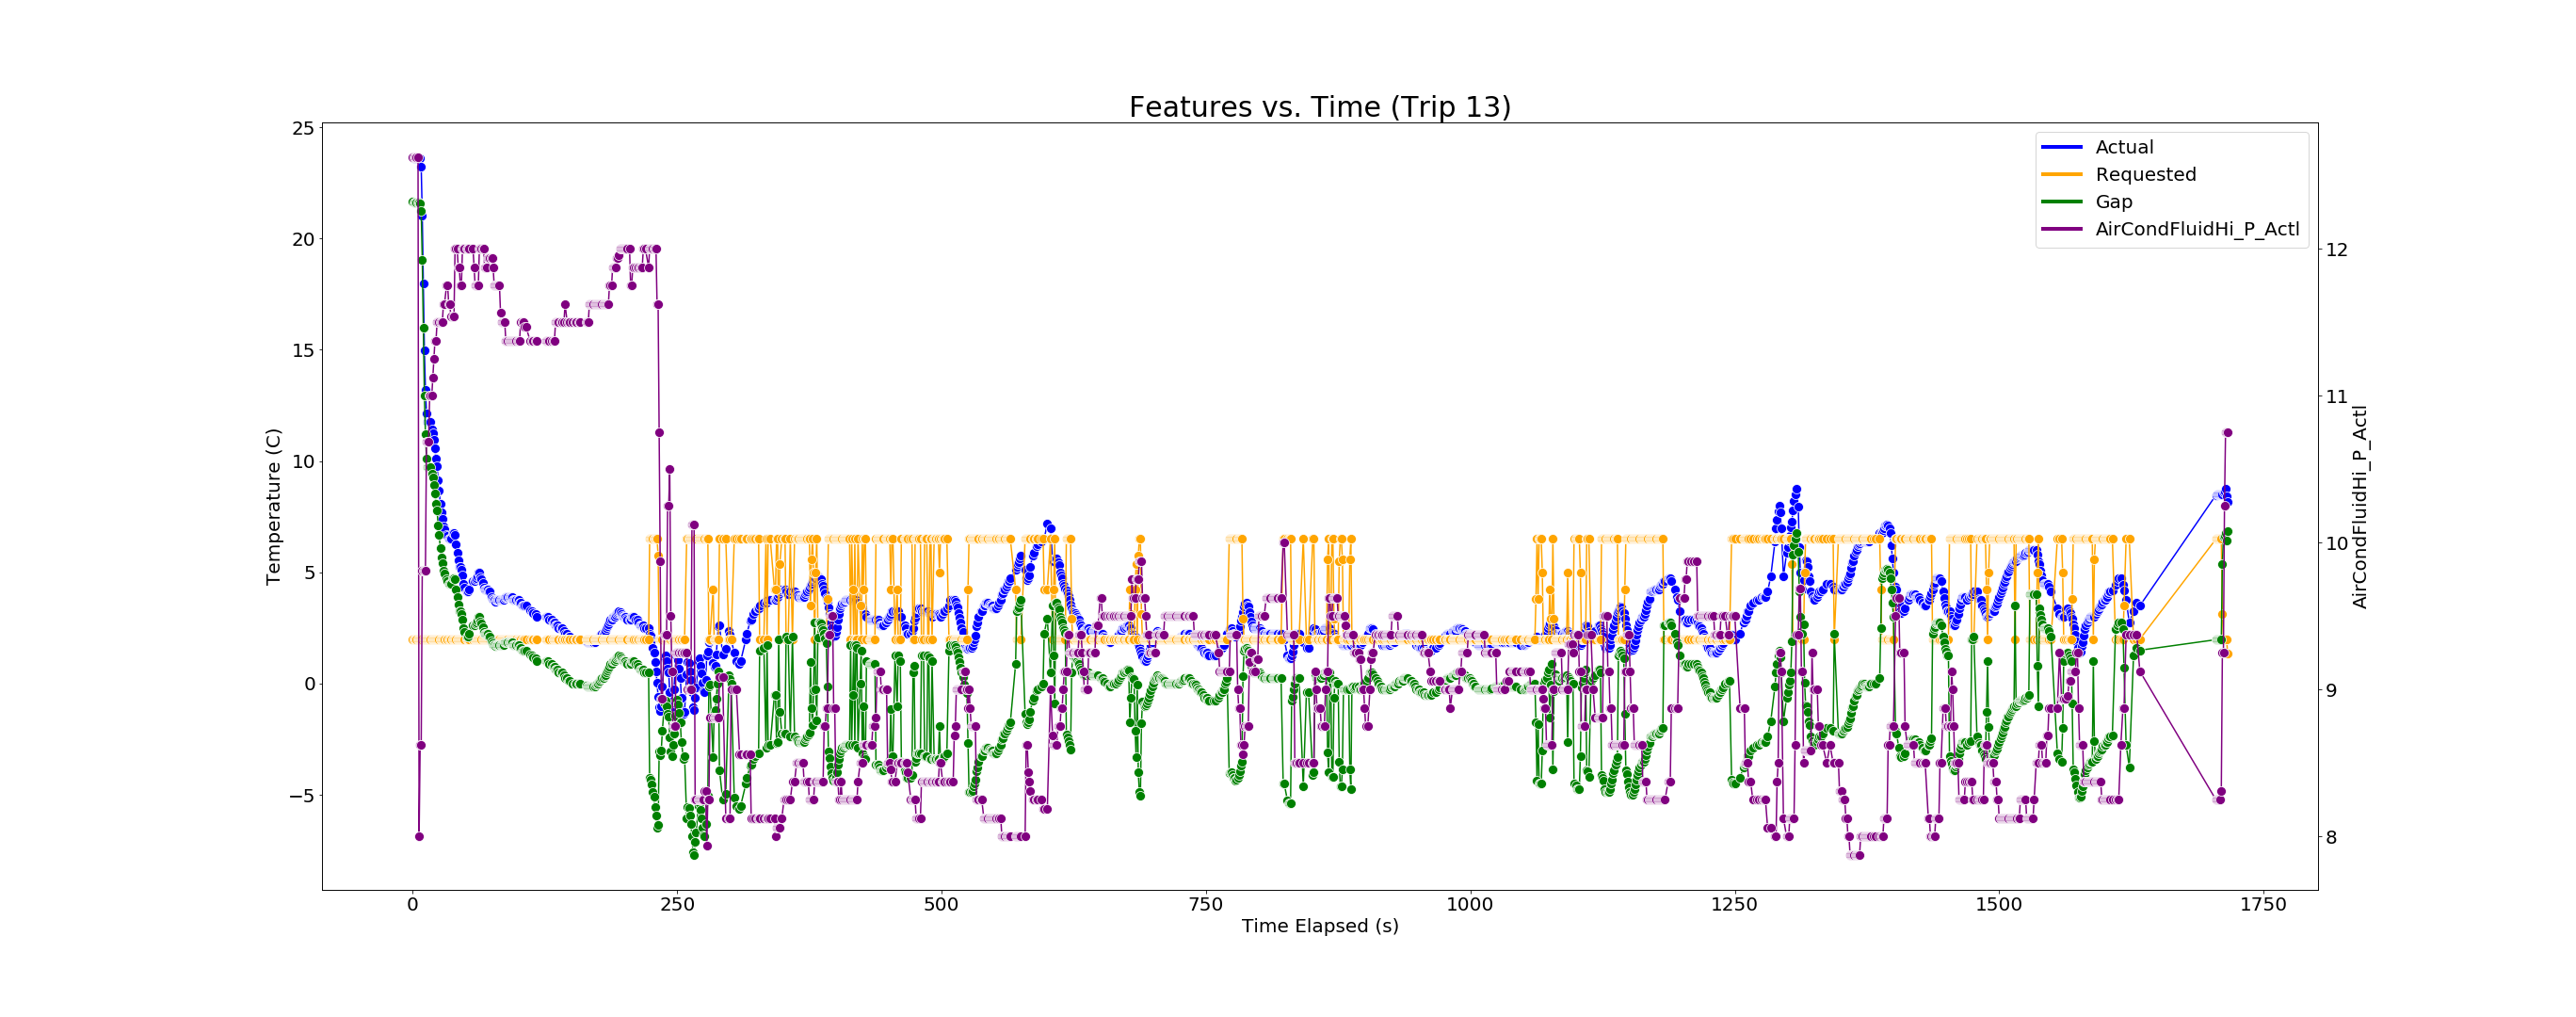 Features vs. Time (Trip 13)
25
20
15
10
5
0
−5
Temperature (C)
Actual
Requested
Gap
AirCondFluidHi_P_Actl
12
11
10
9
8
AirCondFluidHi_P_Actl
0 250 500 750 1000 1250 1500 1750
Time Elapsed (s)